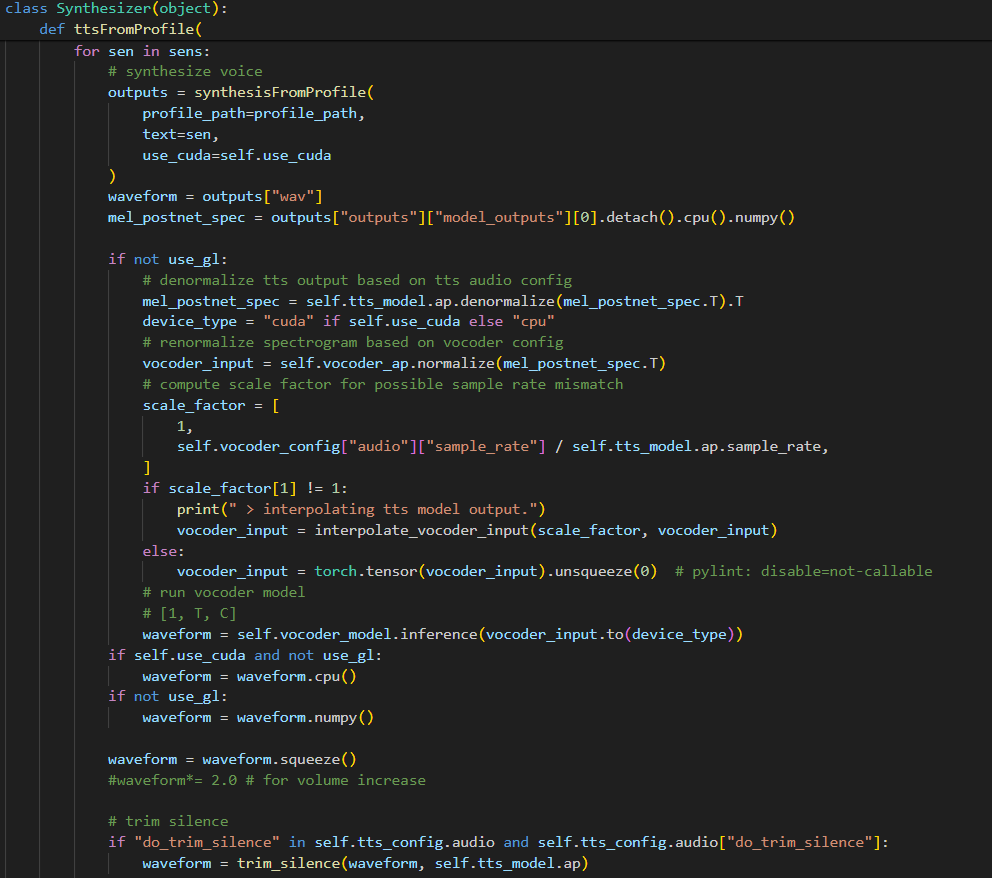 class Synthesizer(object):
    def ttsFromProfile(
        for sen in sens:
            # synthesize voice
            outputs = synthesisFromProfile(
                profile_path=profile_path,
                text=sen,
                use_cuda=self.use_cuda
            )
            waveform = outputs["wav"]
            mel_postnet_spec = outputs["outputs"]["model_outputs"][0].detach().cpu().numpy()

            if not use_gl:
                # denormalize tts output based on tts audio config
                mel_postnet_spec = self.tts_model.ap.denormalize(mel_postnet_spec.T).T
                device_type = "cuda" if self.use_cuda else "cpu"
                # renormalize spectrogram based on vocoder config
                vocoder_input = self.vocoder_ap.normalize(mel_postnet_spec.T)
                # compute scale factor for possible sample rate mismatch
                scale_factor = [
                    1,
                    self.vocoder_config["audio"]["sample_rate"] / self.tts_model.ap.sample_rate,
                ]
                if scale_factor[1] != 1:
                    print(" > interpolating tts model output.")
                    vocoder_input = interpolate_vocoder_input(scale_factor, vocoder_input)
                else:
                    vocoder_input = torch.tensor(vocoder_input).unsqueeze(0)  # pylint: disable=not-callable
                # run vocoder model
                # [1, T, C]
                waveform = self.vocoder_model.inference(vocoder_input.to(device_type))
            if self.use_cuda and not use_gl:
                waveform = waveform.cpu()
            if not use_gl:
                waveform = waveform.numpy()

            waveform = waveform.squeeze()
            #waveform*= 2.0 # for volume increase

            # trim silence
            if "do_trim_silence" in self.tts_config.audio and self.tts_config.audio["do_trim_silence"]:
                waveform = trim_silence(waveform, self.tts_model.ap)